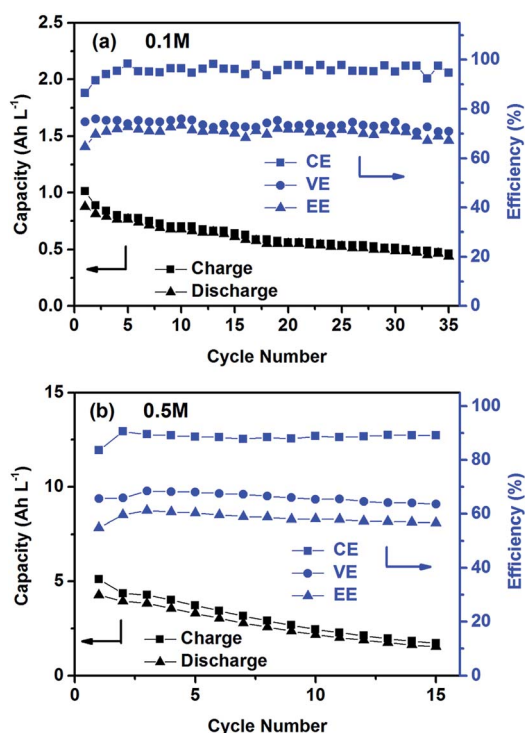 (a) 0.1M
2.5
2.0
1.5
1.0
0.5
0.0
Capacity (Ah L⁻¹)
100
80
60
40
20
0
Efficiency (%)
CE
VE
EE
Charge
Discharge
0 5 10 15 20 25 30 35
Cycle Number
(b) 0.5M
15
10
5
0
Capacity (Ah L⁻¹)
100
80
60
40
20
0
Efficiency (%)
CE
VE
EE
Charge
Discharge
0 5 10 15
Cycle Number